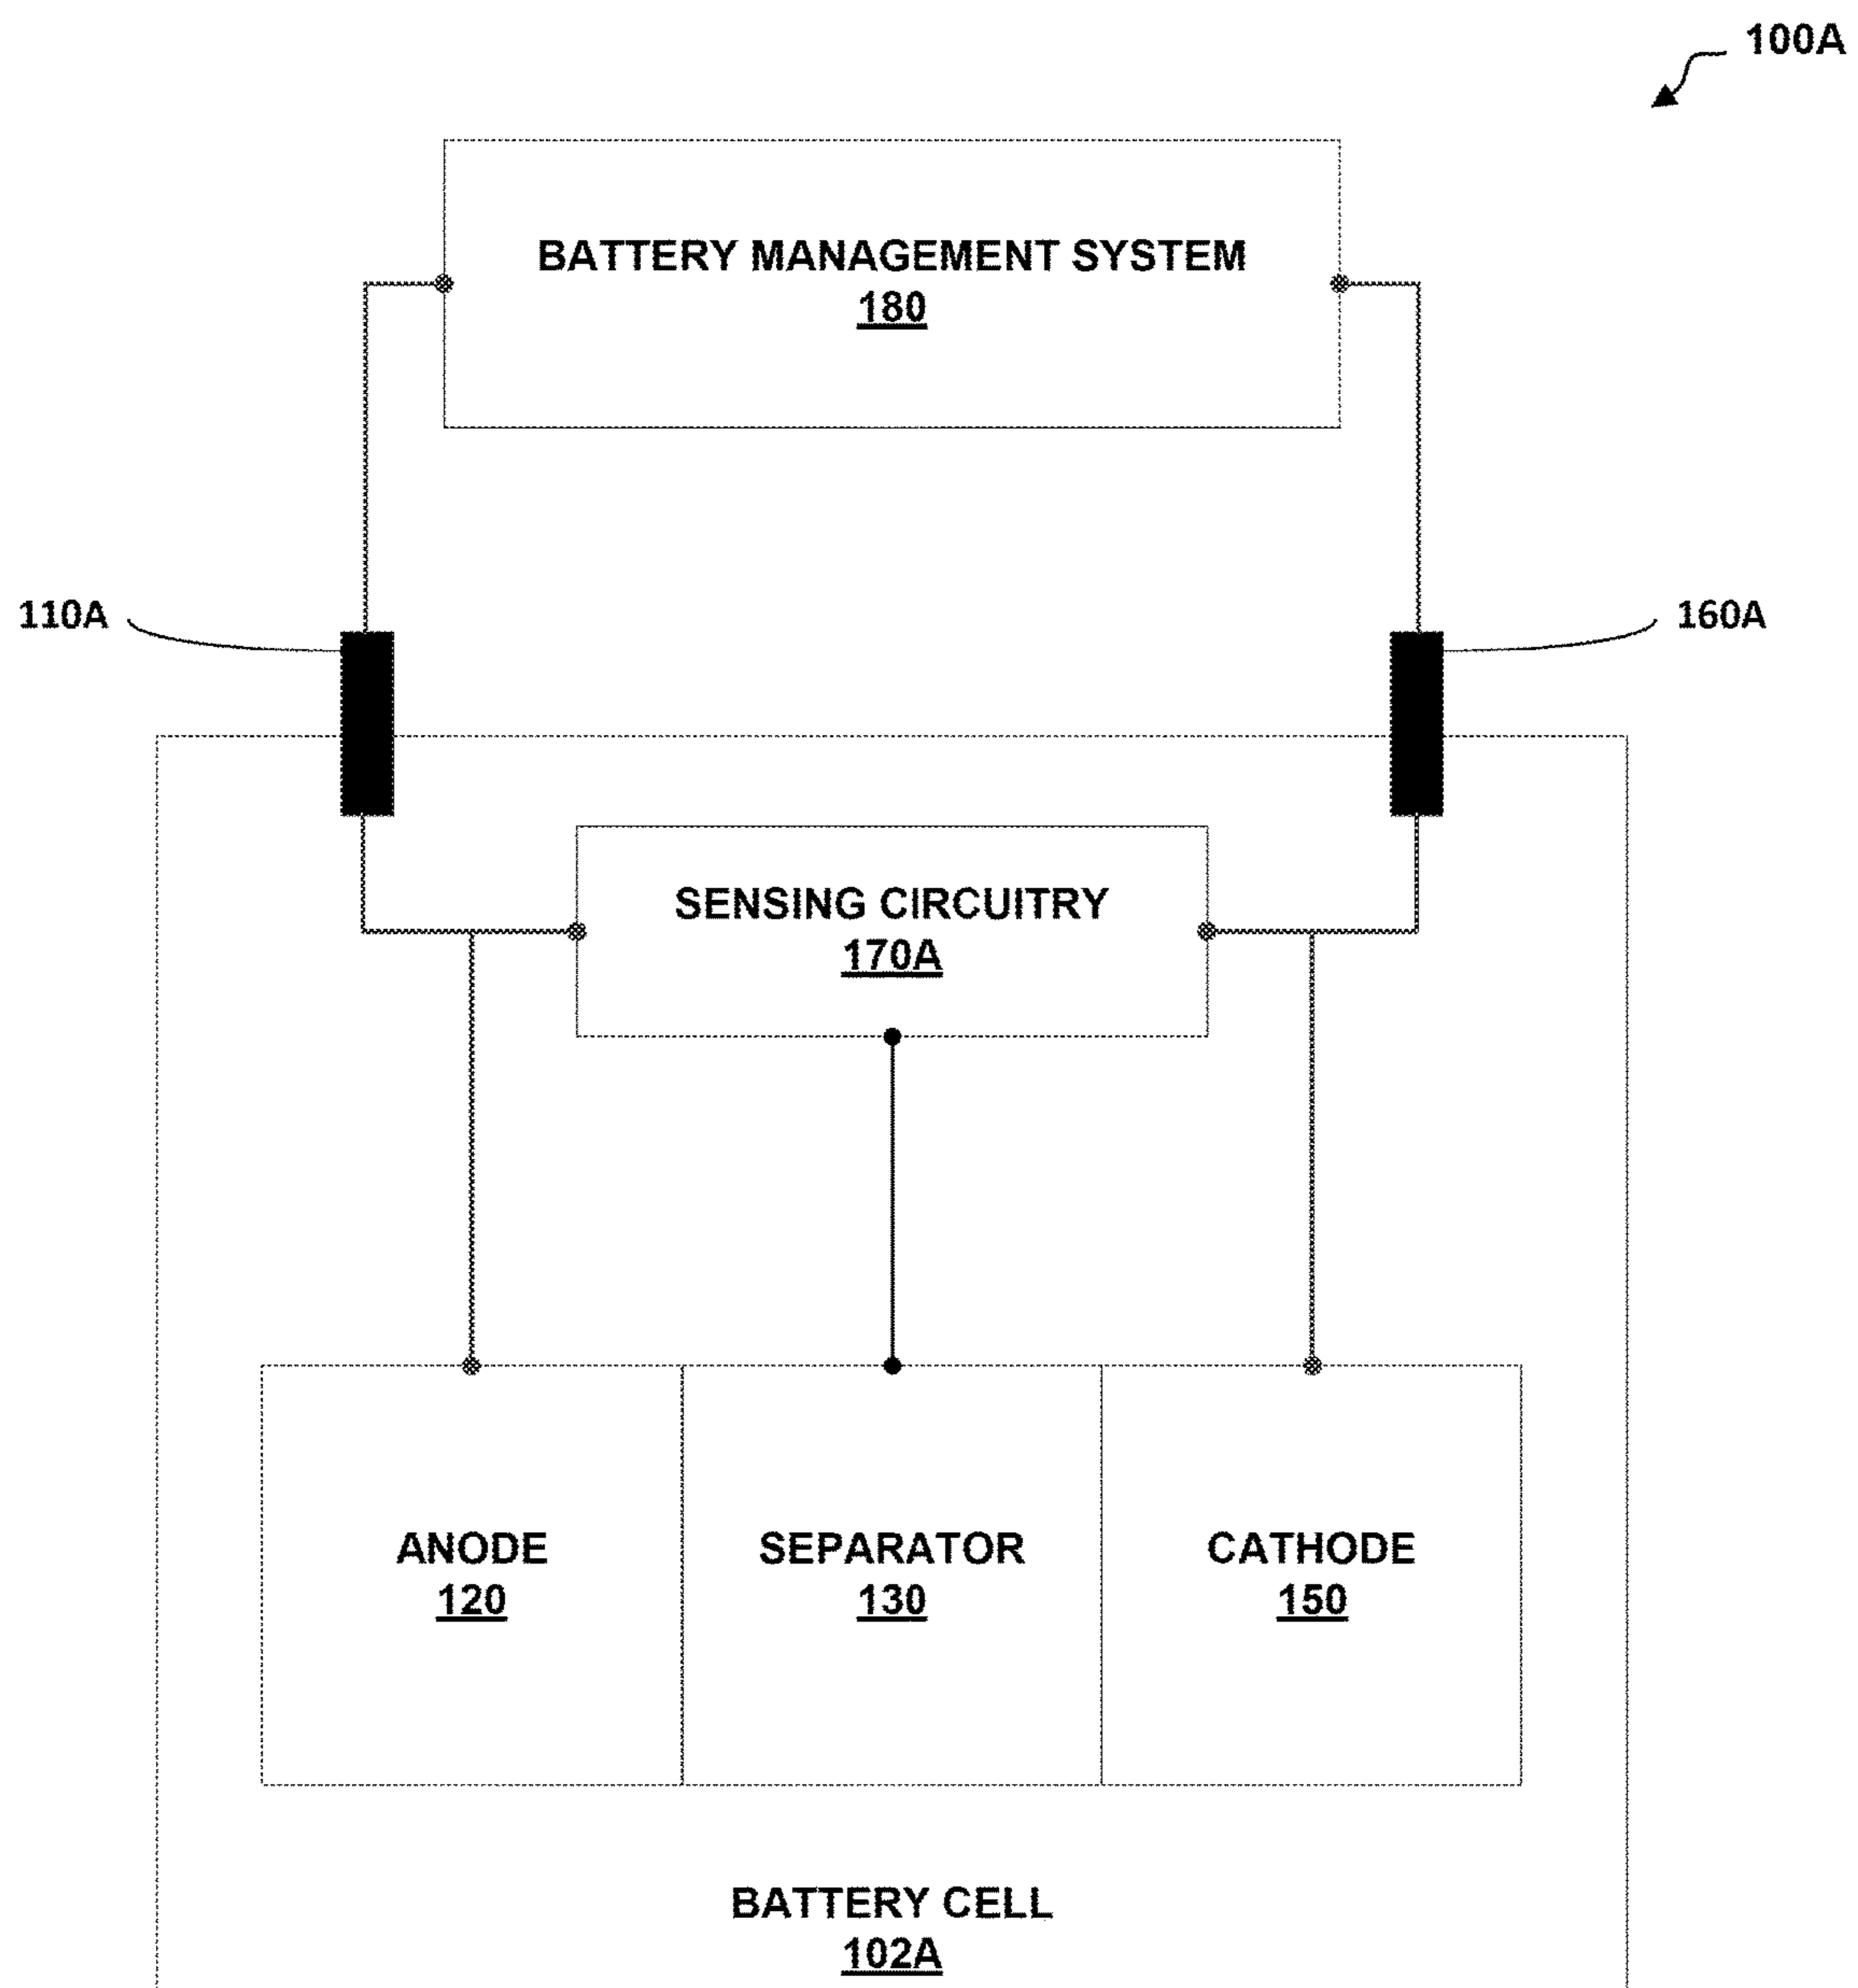 100A
BATTERY MANAGEMENT SYSTEM
180
110A
160A
SENSING CIRCUITRY
170A
ANODE
120
SEPARATOR
130
CATHODE
150
BATTERY CELL
102A